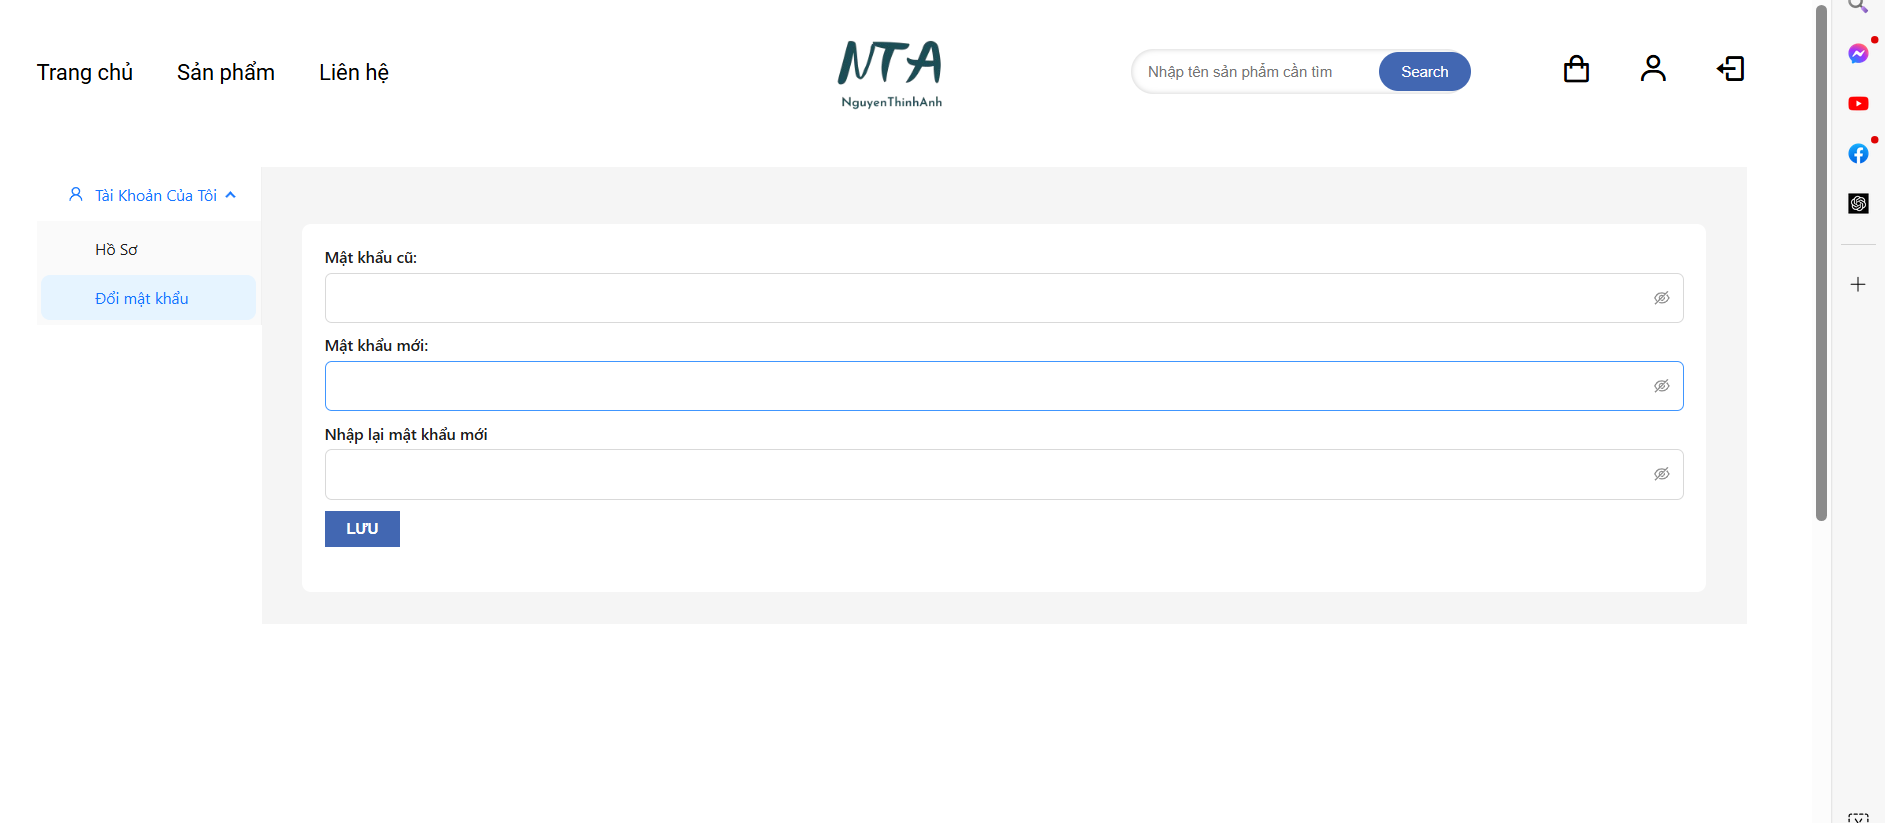 Trang chủ
Sản phẩm
Liên hệ
NTA
NguyenThinhAnh
Nhập tên sản phẩm cần tìm
Search
Tài Khoản Của Tôi
Hồ Sơ
Đổi mật khẩu
Mật khẩu cũ:
Mật khẩu mới:
Nhập lại mật khẩu mới
LƯU